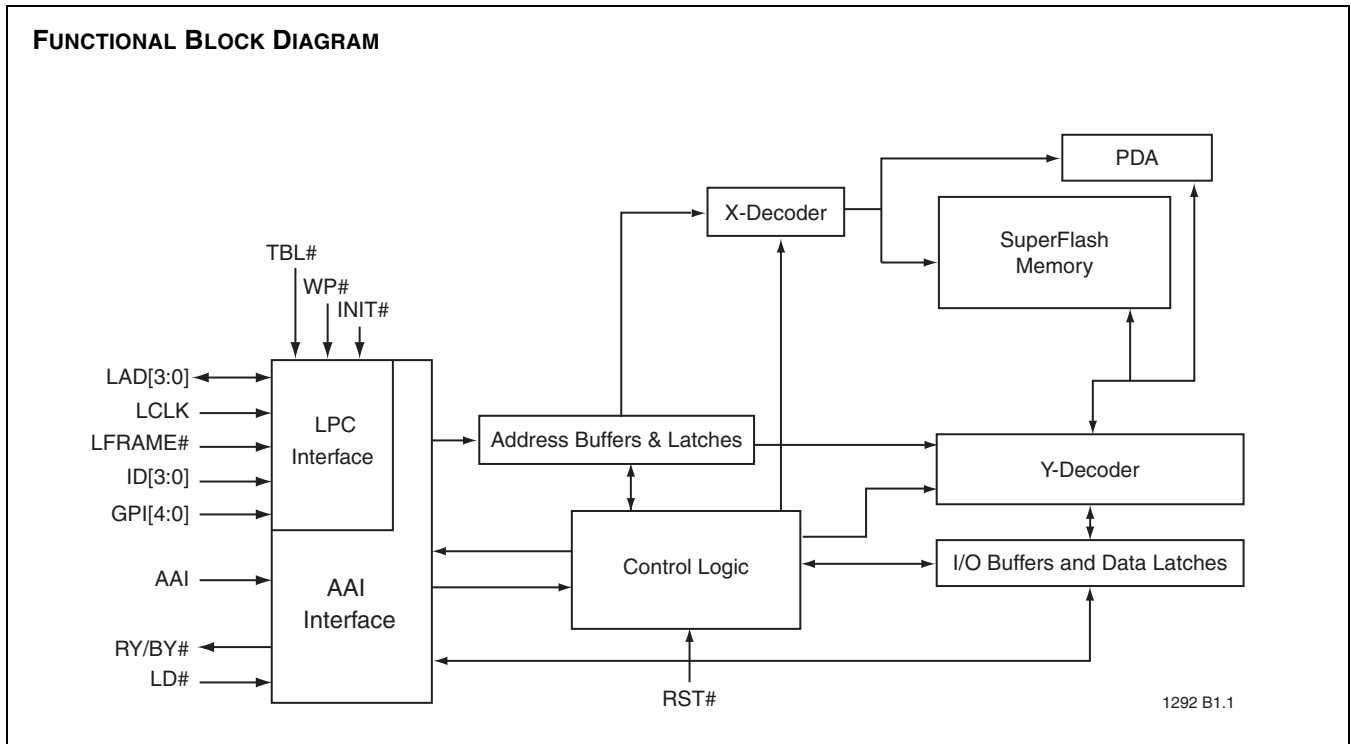 FUNCTIONAL BLOCK DIAGRAM
PDA
X-Decoder
SuperFlash
Memory
TBL#
WP#
INIT#
LAD[3:0]
LCLK
LFRAME#
ID[3:0]
GPI[4:0]
LPC
Interface
Address Buffers & Latches
Y-Decoder
AAI
RY/BY#
LD#
AAI
Interface
Control Logic
I/O Buffers and Data Latches
RST#
1292 B1.1